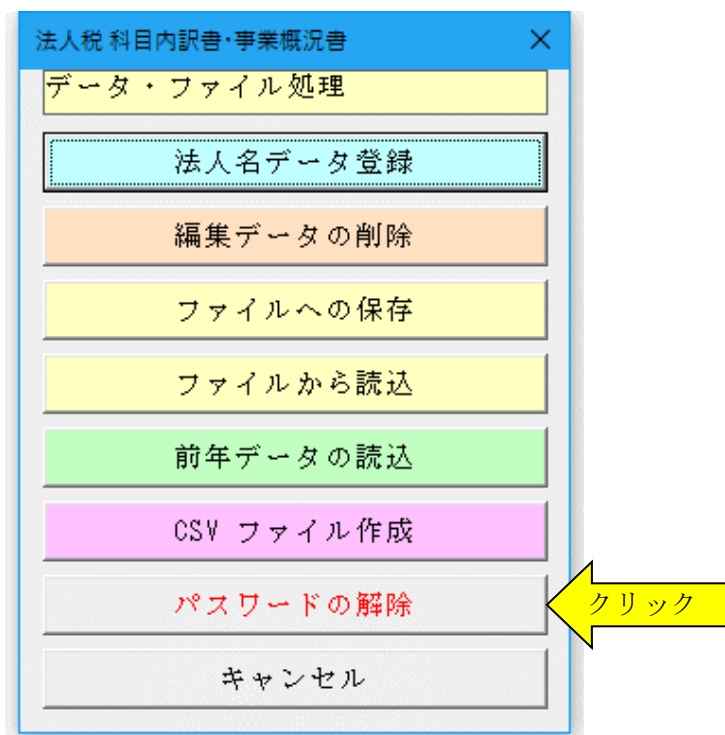 法人税 科目内訳書・事業概況書
データ・ファイル処理
法人名データ登録
編集データの削除
ファイルへの保存
ファイルから読込
前年データの読込
CSV ファイル作成
パスワードの解除
クリック
キャンセル